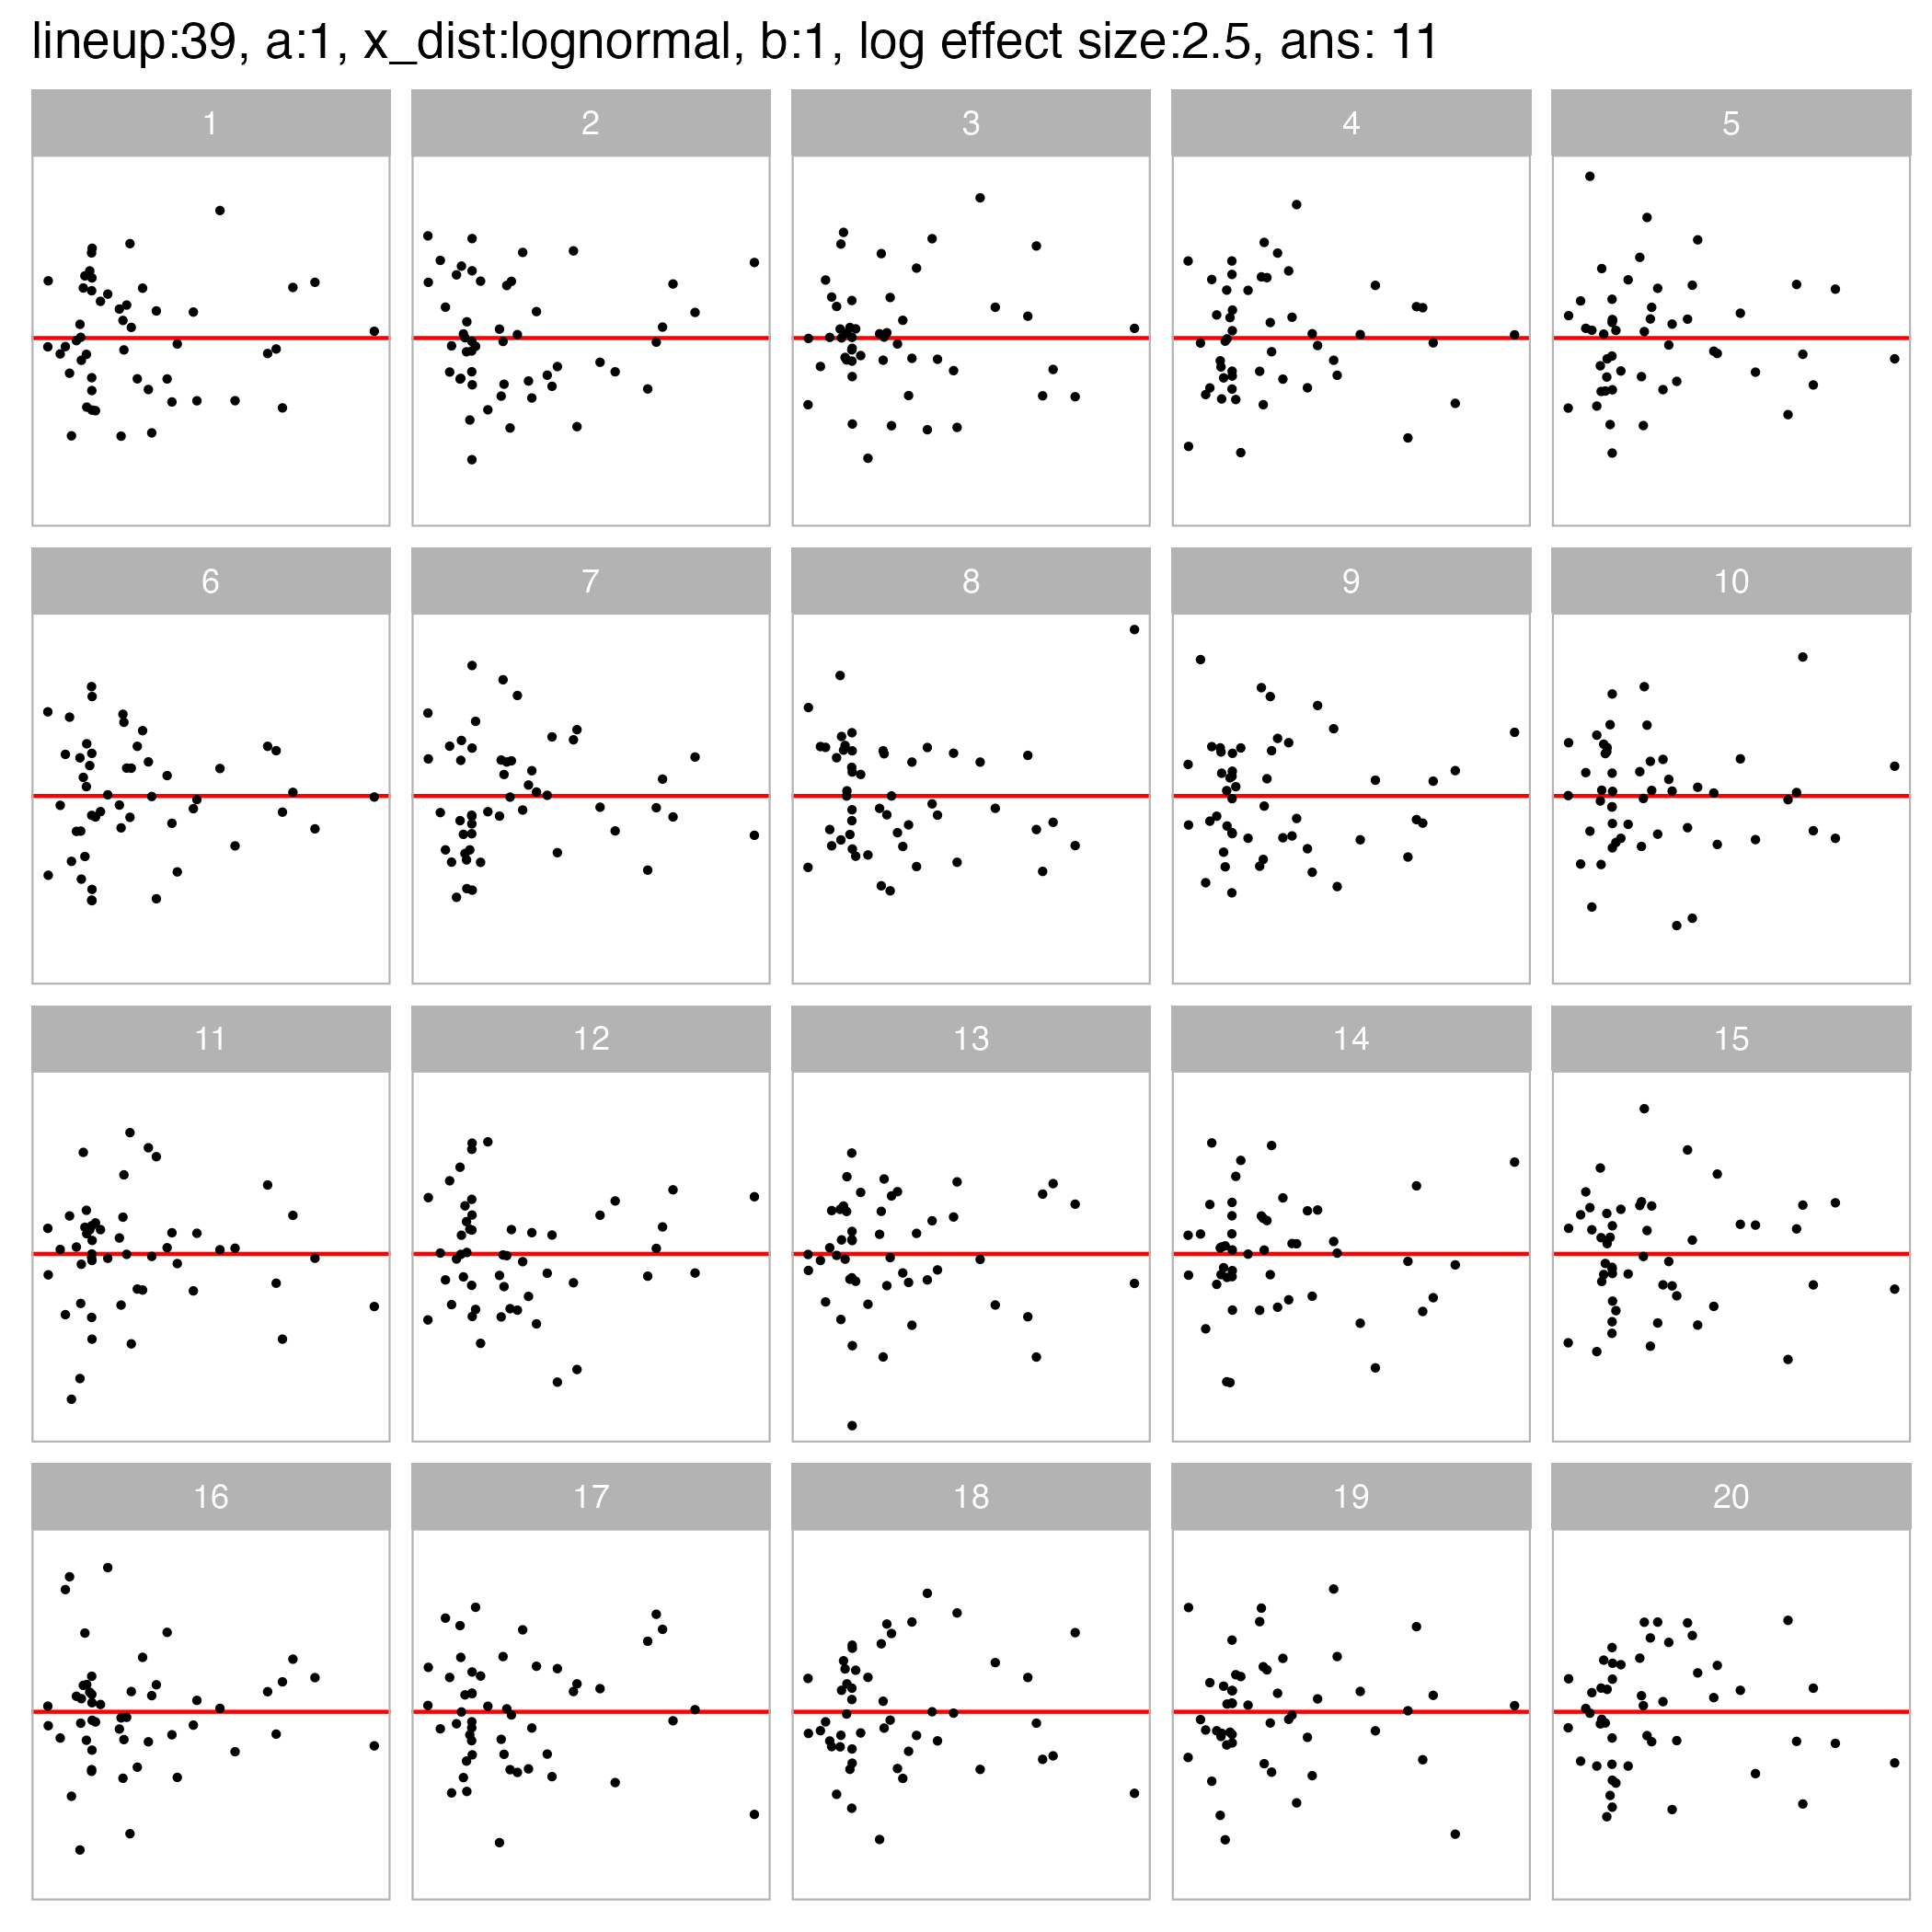 lineup:39, a:1, x_dist:lognormal, b:1, log effect size:2.5, ans: 11
1 2 3 4 5
6 7 8 9 10
11 12 13 14 15
16 17 18 19 20